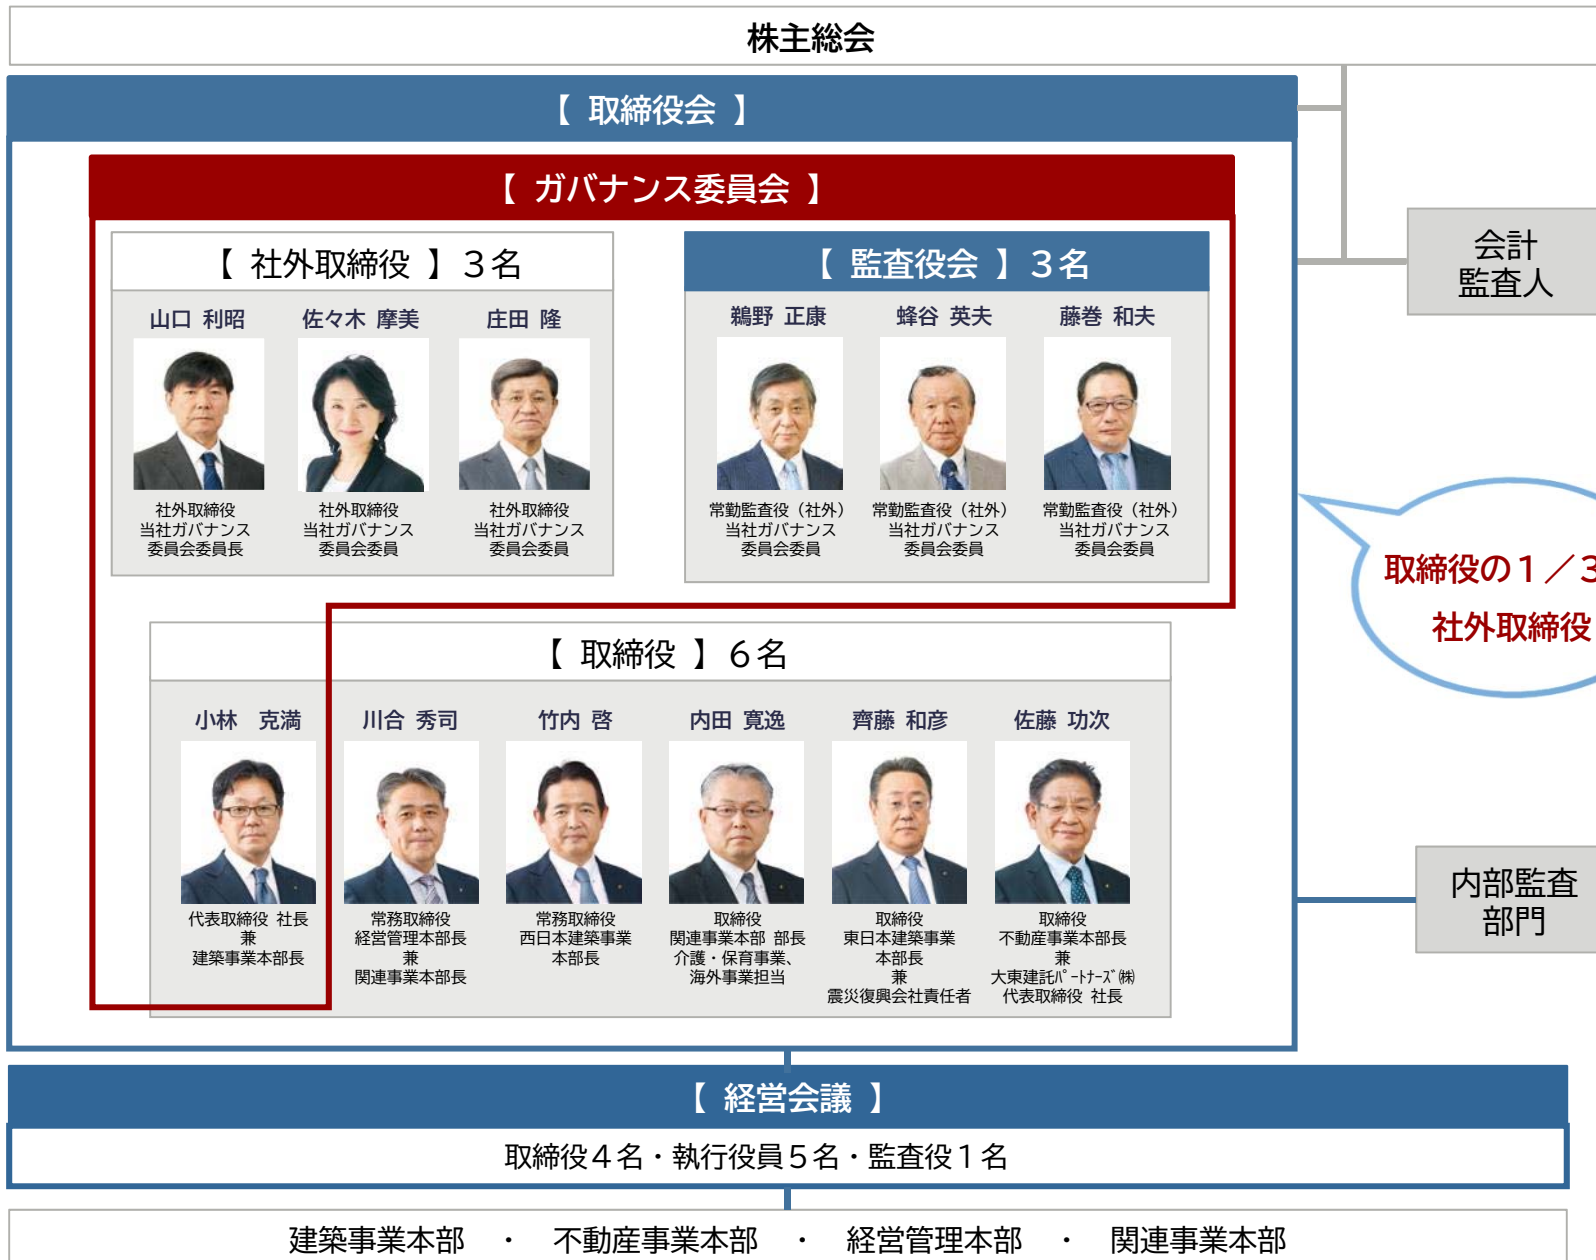 株主総会
【 取締役会 】
【 ガバナンス委員会 】
【 社外取締役 】３名
山口 利昭
佐々木 摩美
庄田 隆
社外取締役
当社ガバナンス
委員会委員長
社外取締役
当社ガバナンス
委員会委員
社外取締役
当社ガバナンス
委員会委員
【 監査役会 】３名
鵜野 正康
蜂谷 英夫
藤巻 和夫
常勤監査役（社外）
当社ガバナンス
委員会委員
常勤監査役（社外）
当社ガバナンス
委員会委員
常勤監査役（社外）
当社ガバナンス
委員会委員
会計
監査人
取締役の１／３
社外取締役
【 取締役 】６名
小林　克満
川合 秀司
竹内 啓
内田 寛逸
齊藤 和彦
佐藤 功次
代表取締役 社長
兼
建築事業本部長
常務取締役
経営管理本部長
兼
関連事業本部長
常務取締役
西日本建築事業
本部長
取締役
関連事業本部 部長
介護・保育事業、
海外事業担当
取締役
東日本建築事業
本部長
兼
震災復興会社責任者
取締役
不動産事業本部長
兼
大東建託ﾊﾟｰﾄﾅｰｽﾞ㈱
代表取締役 社長
内部監査
部門
【 経営会議 】
取締役４名・執行役員５名・監査役１名
建築事業本部　・　不動産事業本部　・　経営管理本部　・　関連事業本部